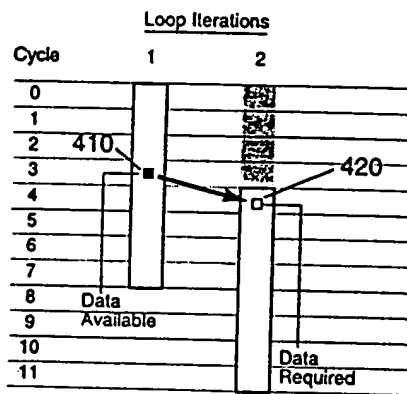 Loop Iterations
Cycle 1 2
0
1
2
410 420
3
4
5
6
7
8
Data
Available
9
10
Data
Required
11